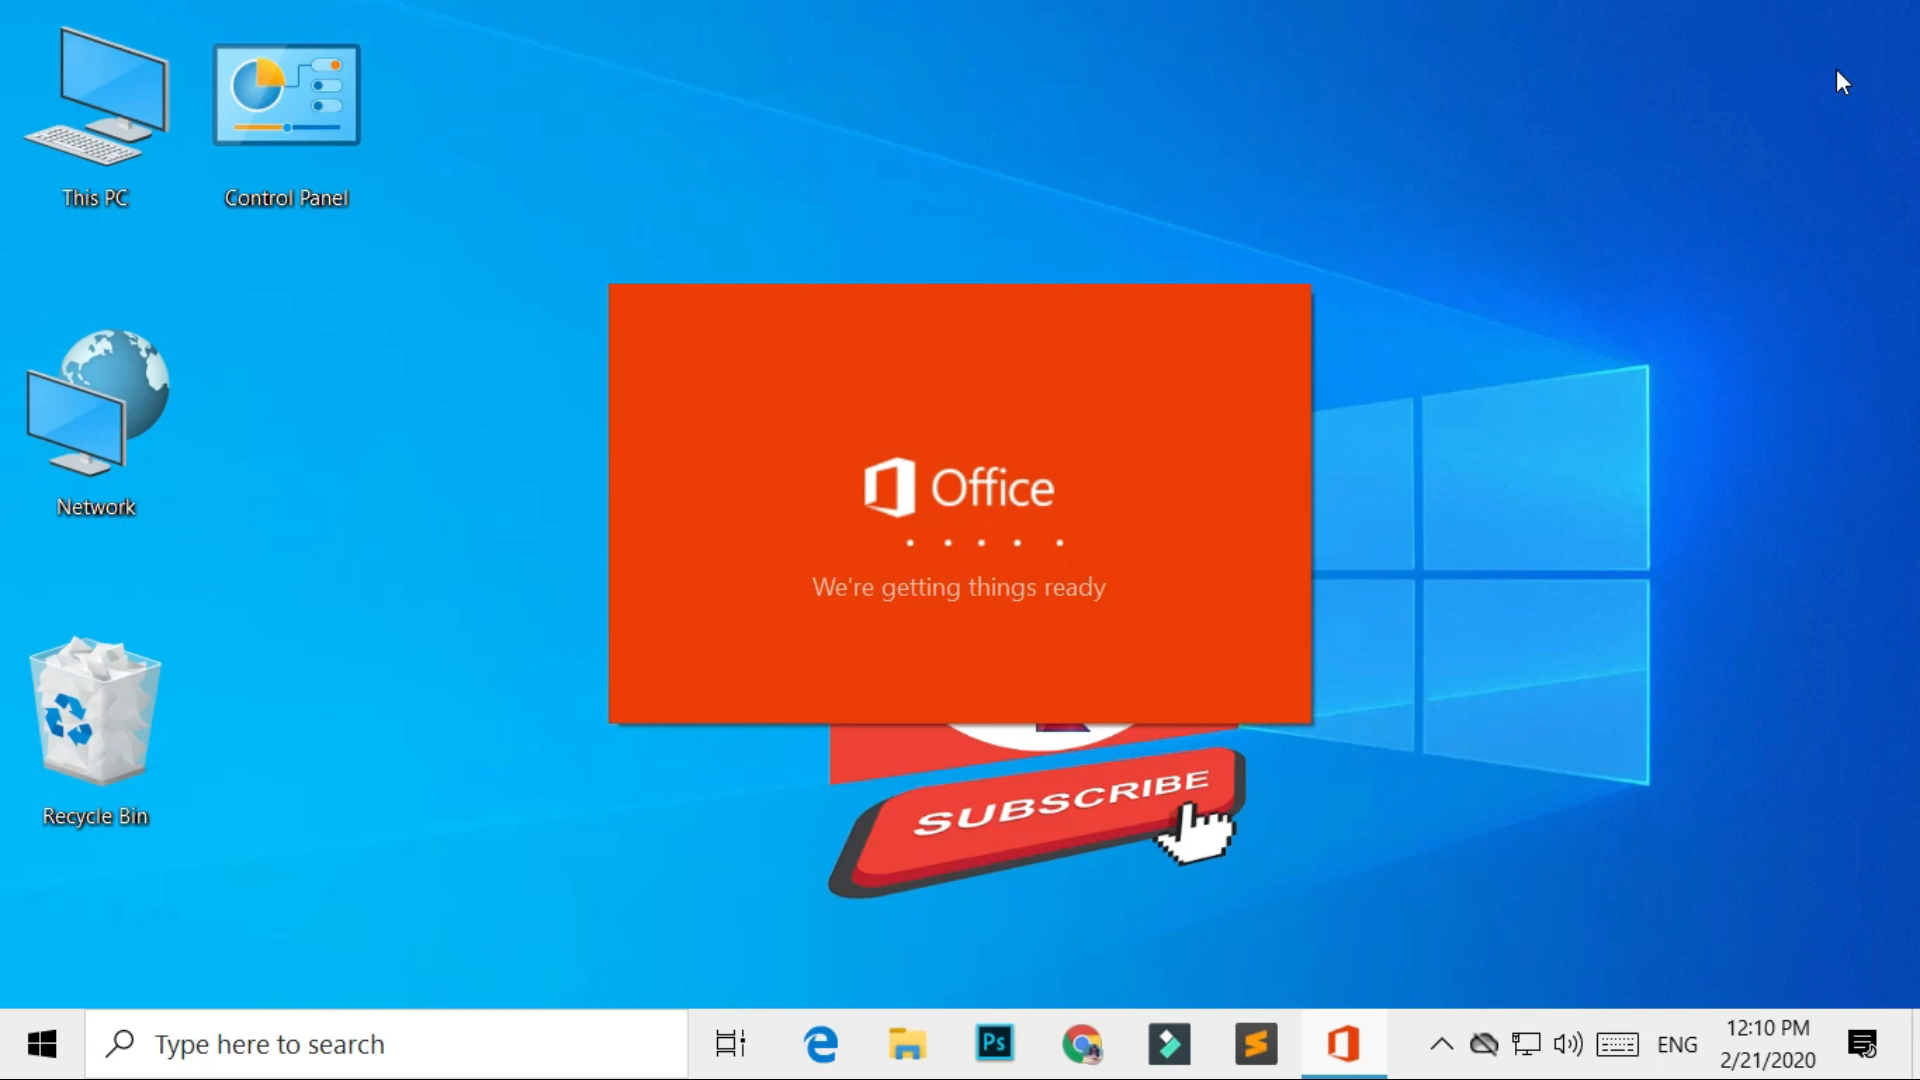 This PC
Control Panel
Network
Recycle Bin
Office
We're getting things ready
SUBSCRIBE
Type here to search
Ps
ENG
12:10 PM
2/21/2020